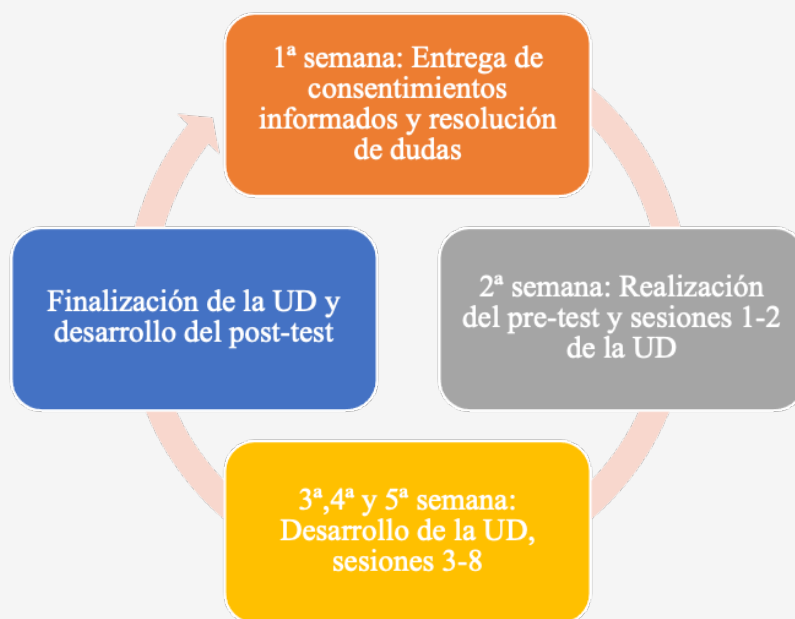 1ª semana: Entrega de
consentimientos
informados y resolución
de dudas
2ª semana: Realización
del pre-test y sesiones 1-2
de la UD
3ª,4ª y 5ª semana:
Desarrollo de la UD,
sesiones 3-8
Finalización de la UD y
desarrollo del post-test